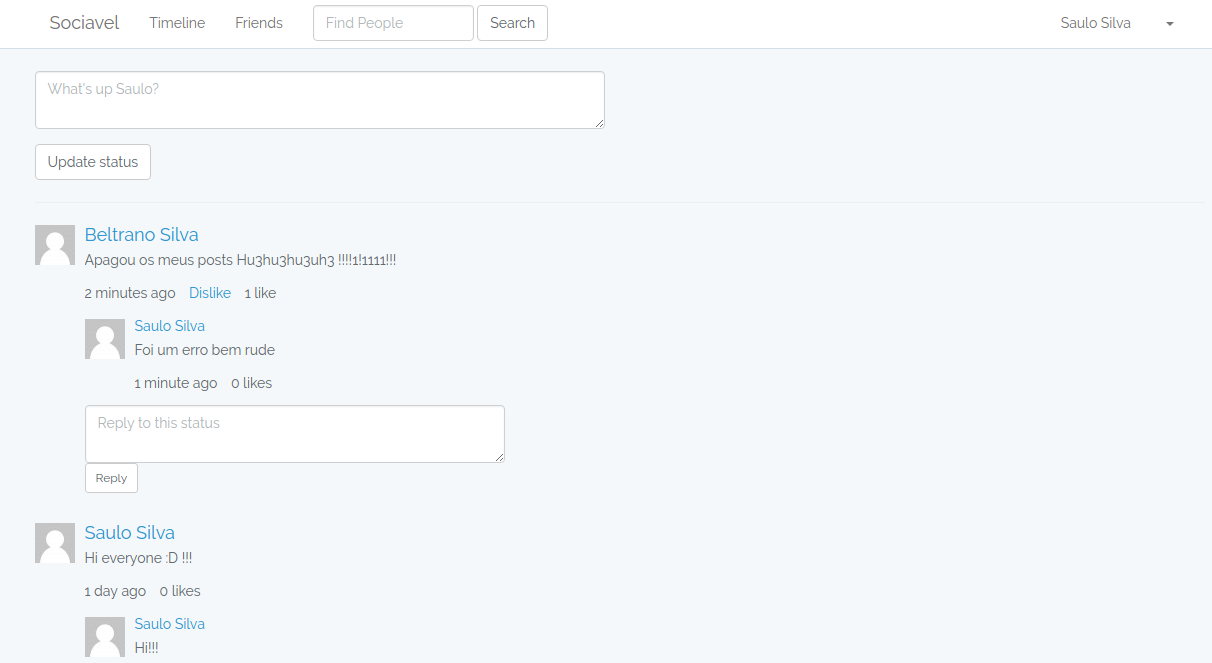 Sociavel Timeline Friends Find People Search Saulo Silva
What's up Saulo?
Update status
Beltrano Silva
Apagou os meus posts Hu3hu3hu3uh3 !!!!1!1111!!!
2 minutes ago Dislike 1 like
Saulo Silva
Foi um erro bem rude
1 minute ago 0 likes
Reply to this status
Reply
Saulo Silva
Hi everyone :D !!!
1 day ago 0 likes
Saulo Silva
Hi!!!